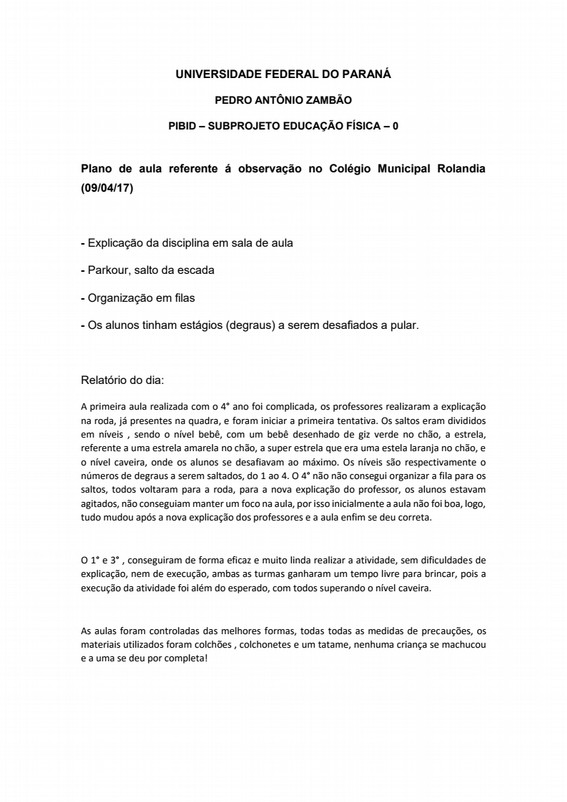 UNIVERSIDADE FEDERAL DO PARANÁ
PEDRO ANTÔNIO ZAMBÃO
PIBID – SUBPROJETO EDUCAÇÃO FÍSICA – 0
Plano de aula referente á observação no Colégio Municipal Rolandia
(09/04/17)
- Explicação da disciplina em sala de aula
- Parkour, salto da escada
- Organização em filas
- Os alunos tinham estágios (degraus) a serem desafiados a pular.
Relatório do dia:
A primeira aula realizada com o 4° ano foi complicada, os professores realizaram a explicação
na roda, já presentes na quadra, e foram iniciar a primeira tentativa. Os saltos eram divididos
em níveis , sendo o nível bebê, com um bebê desenhado de giz verde no chão, a estrela,
referente a uma estrela amarela no chão, a super estrela que era uma estela laranja no chão, e
o nível caveira, onde os alunos se desafiavam ao máximo. Os níveis são respectivamente o
números de degraus a serem saltados, do 1 ao 4. O 4° não não consegui organizar a fila para os
saltos, todos voltaram para a roda, para a nova explicação do professor, os alunos estavam
agitados, não conseguiam manter um foco na aula, por isso inicialmente a aula não foi boa, logo,
tudo mudou após a nova explicação dos professores e a aula enfim se deu correta.
O 1° e 3° , conseguiram de forma eficaz e muito linda realizar a atividade, sem dificuldades de
explicação, nem de execução, ambas as turmas ganharam um tempo livre para brincar, pois a
execução da atividade foi além do esperado, com todos superando o nível caveira.
As aulas foram controladas das melhores formas, todas todas as medidas de precauções, os
materiais utilizados foram colchões , colchonetes e um tatame, nenhuma criança se machucou
e a uma se deu por completa!